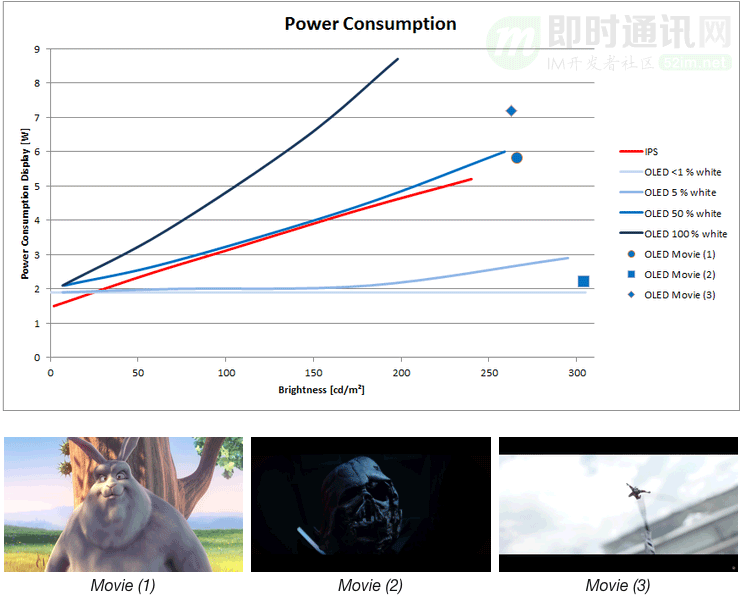 Power Consumption
即时通讯网
IM开发者社区 52im.net
9
8
7
6
5
4
3
2
1
0
Power Consumption Display [W]
0 50 100 150 200 250 300
Brightness [cd/m²]
IPS
OLED <1 % white
OLED 5 % white
OLED 50 % white
OLED 100 % white
OLED Movie (1)
OLED Movie (2)
OLED Movie (3)
Movie (1) Movie (2) Movie (3)